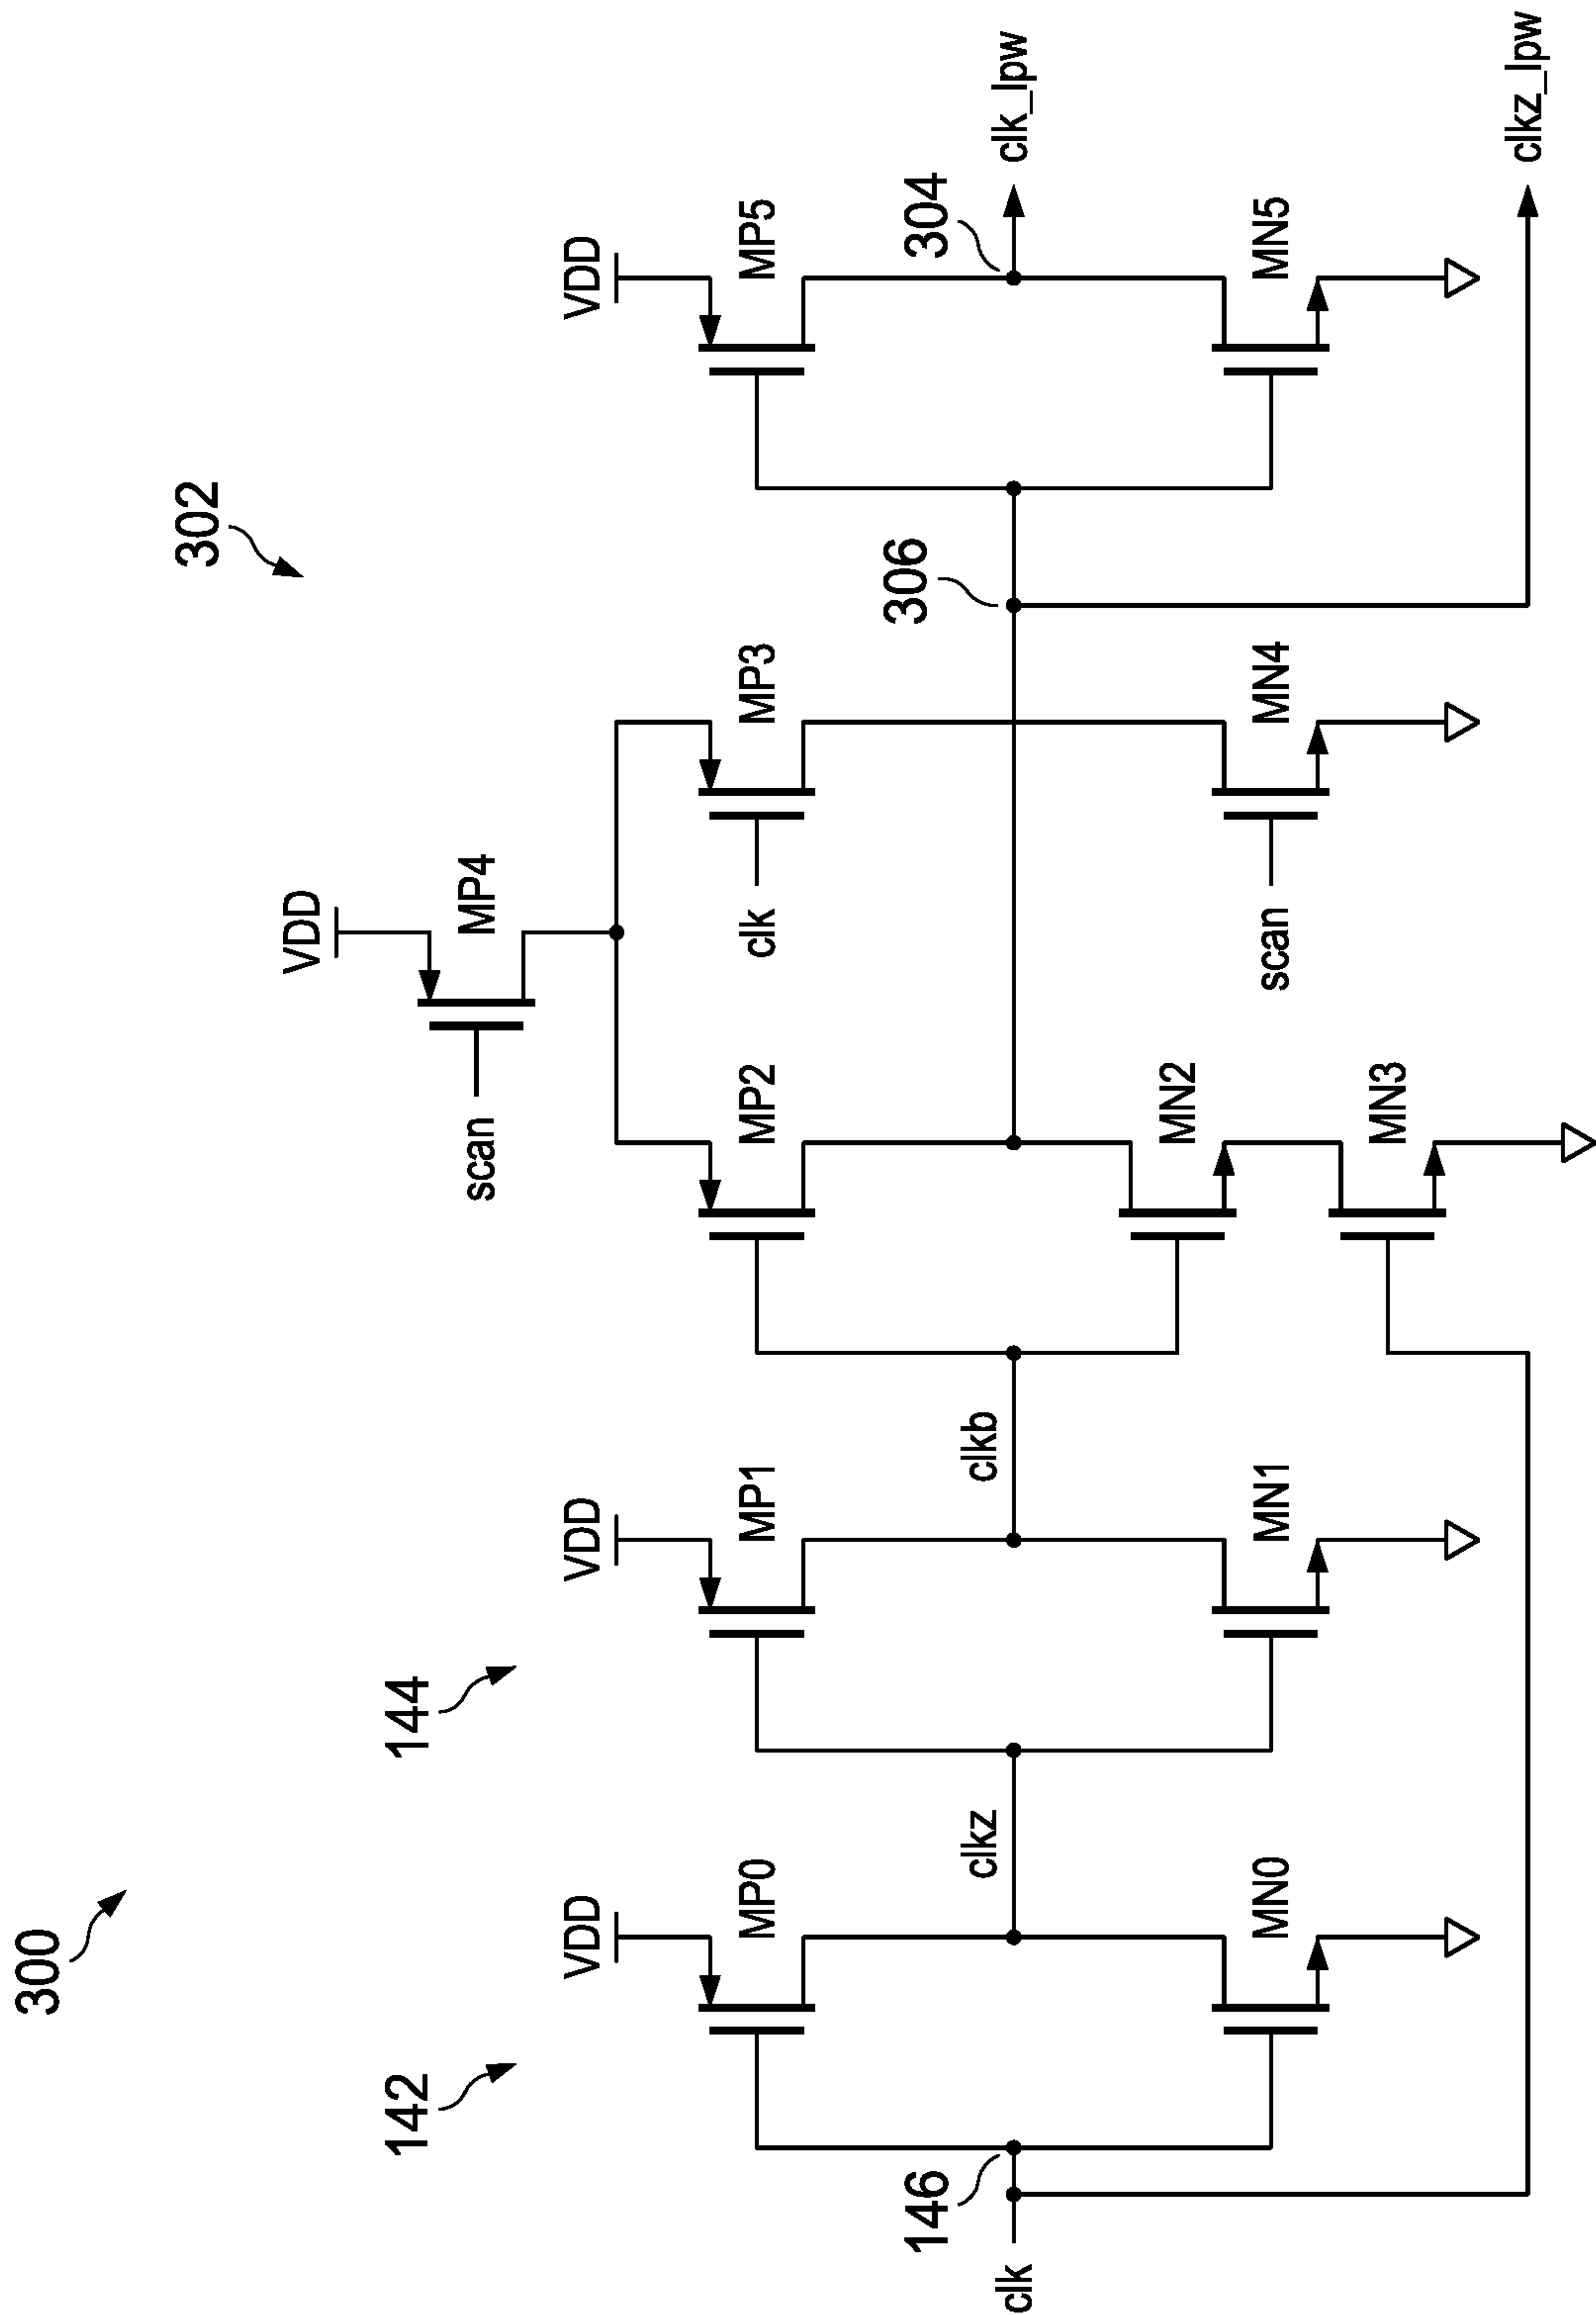 300
302
142
144
VDD
scan
MP4
VDD
MP0
VDD
MP1
MP2
clk
MP3
VDD
MP5
146
clk
clkz
clkb
306
304
clk_lpw
MN0
MN1
MN2
scan
MN4
MN5
MN3
clkz_lpw